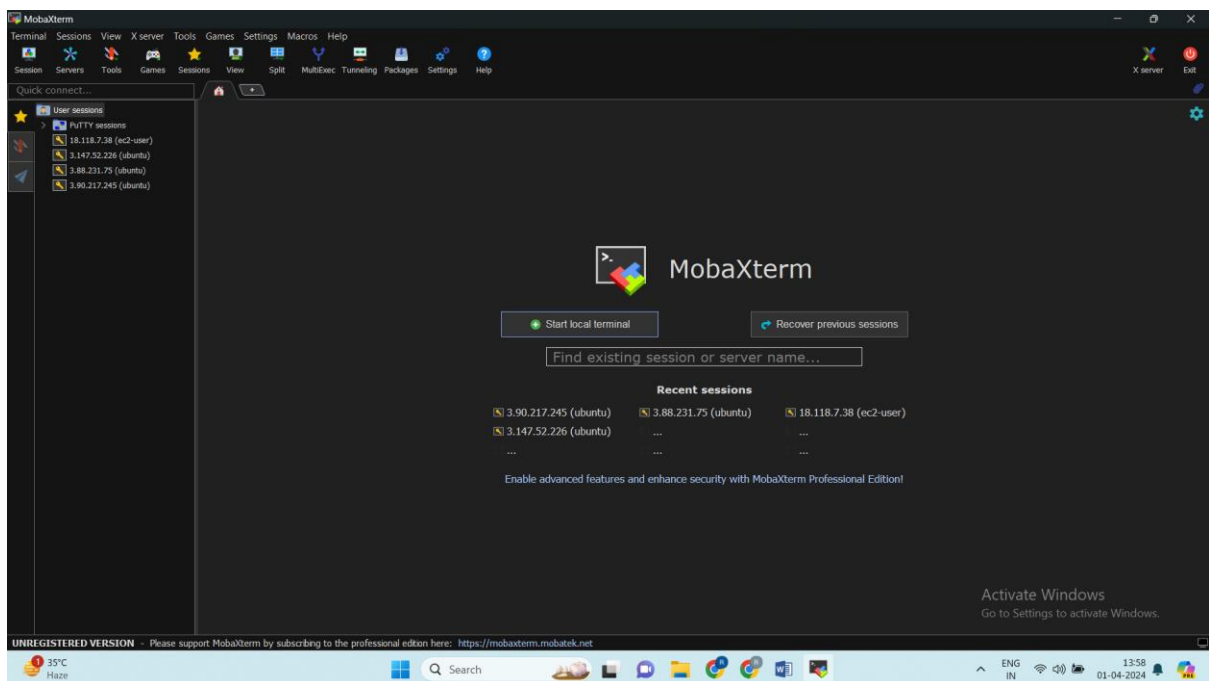 MobaXterm
Terminal Sessions View X server Tools Games Settings Macros Help
Session Servers Tools Games Sessions View Split MultiExec Tunneling Packages Settings Help X server Exit
Quick connect...
User sessions
PuTTY sessions
18.118.7.38 (ec2-user)
3.147.52.226 (ubuntu)
3.88.231.75 (ubuntu)
3.90.217.245 (ubuntu)
MobaXterm
Start local terminal Recover previous sessions
Find existing session or server name...
Recent sessions
3.90.217.245 (ubuntu) 3.88.231.75 (ubuntu) 18.118.7.38 (ec2-user)
3.147.52.226 (ubuntu) ... ...
... ... ...
Enable advanced features and enhance security with MobaXterm Professional Edition!
Activate Windows
Go to Settings to activate Windows.
UNREGISTERED VERSION - Please support MobaXterm by subscribing to the professional edition here: https://mobaxterm.mobatek.net
1 35°C Search ENG 13:58
Haze IN 01-04-2024